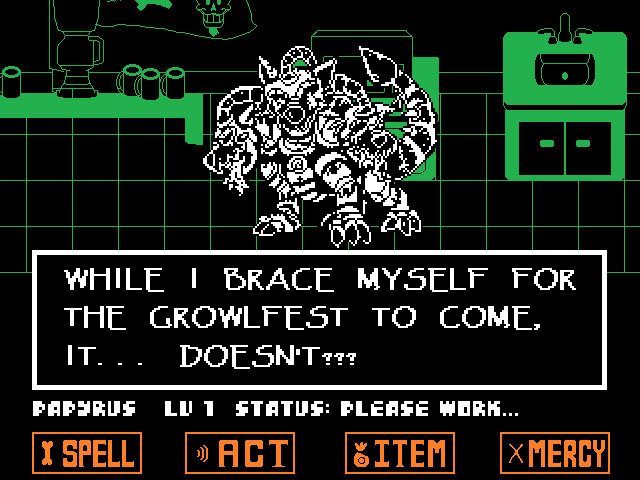 WHILE I BRACE MYSELF FOR
THE GROWLFEST TO COME,
IT... DOESN'T???
PAPYRUS LV 1 STATUS: PLEASE WORK...
SPELL ACT ITEM MERCY